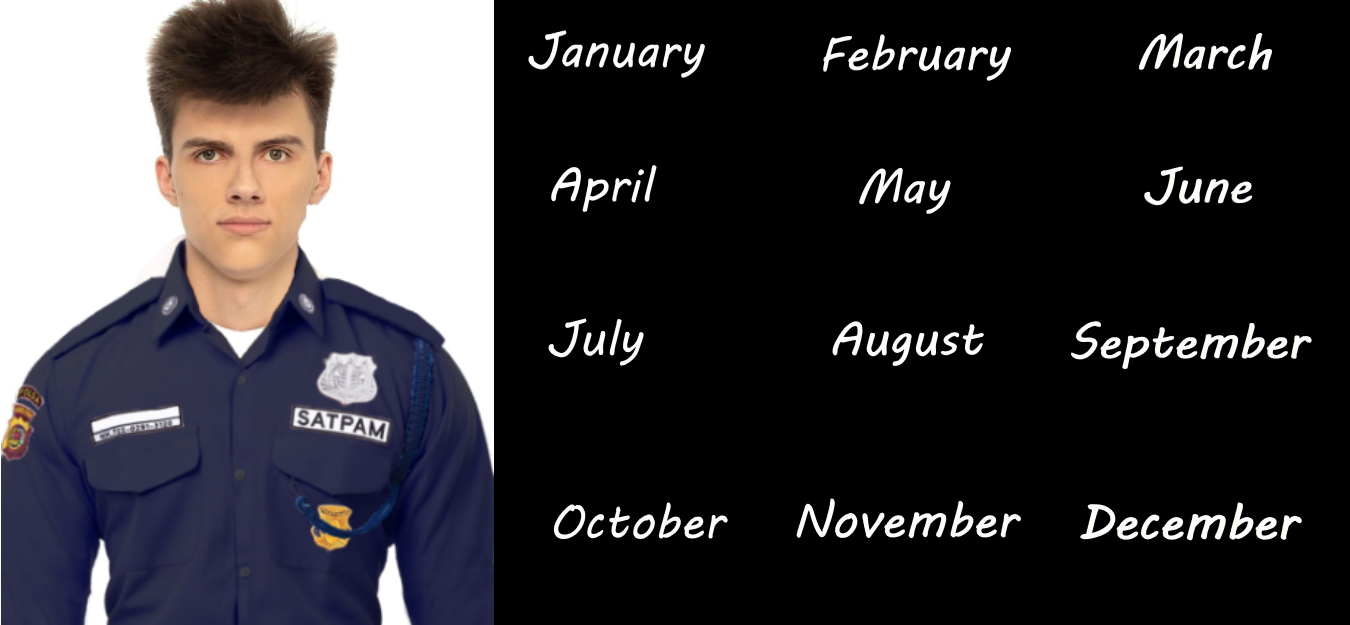 January February March
April May June
July August September
SATPAM
October November December